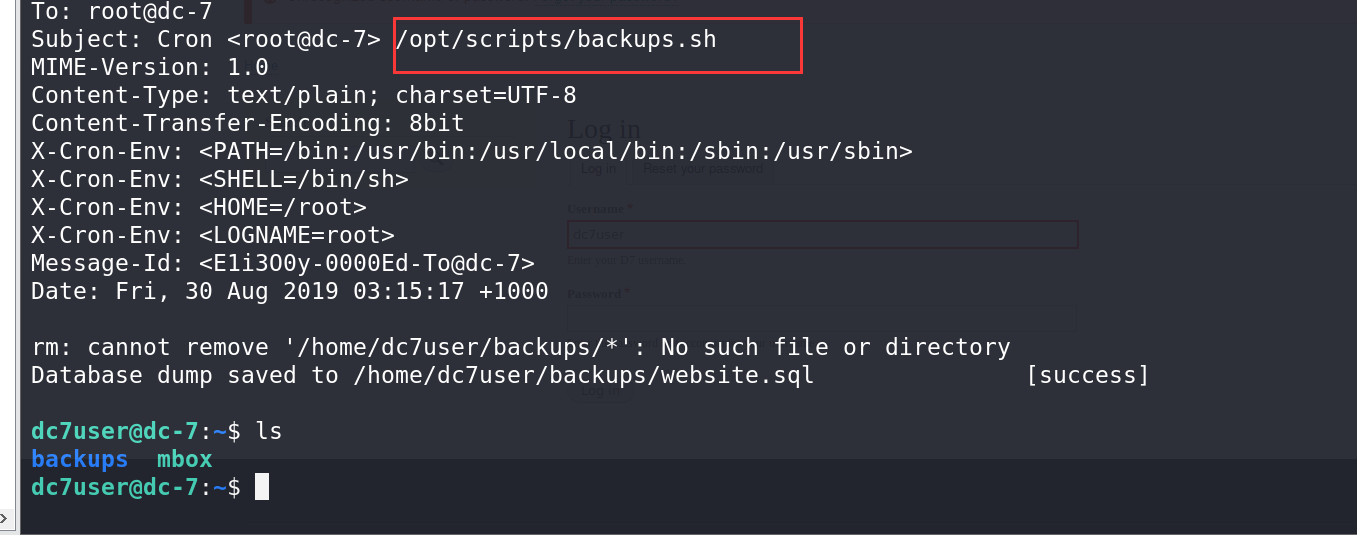 To: root@dc-7
Subject: Cron <root@dc-7> /opt/scripts/backups.sh
MIME-Version: 1.0
Content-Type: text/plain; charset=UTF-8
Content-Transfer-Encoding: 8bit
Log in
X-Cron-Env: <PATH=/bin:/usr/bin:/usr/local/bin:/sbin:/usr/sbin>
Log in Reset your password
X-Cron-Env: <SHELL=/bin/sh>
X-Cron-Env: <HOME=/root>
Username *
X-Cron-Env: <LOGNAME=root>
dc7user
Message-Id: <E1i3O0y-0000Ed-To@dc-7>
Enter your D7 username.
Date: Fri, 30 Aug 2019 03:15:17 +1000
Password *
rm: cannot remove '/home/dc7user/backups/*': No such file or directory
Database dump saved to /home/dc7user/backups/website.sql [success]
Log in
dc7user@dc-7:~$ ls
backups mbox
dc7user@dc-7:~$